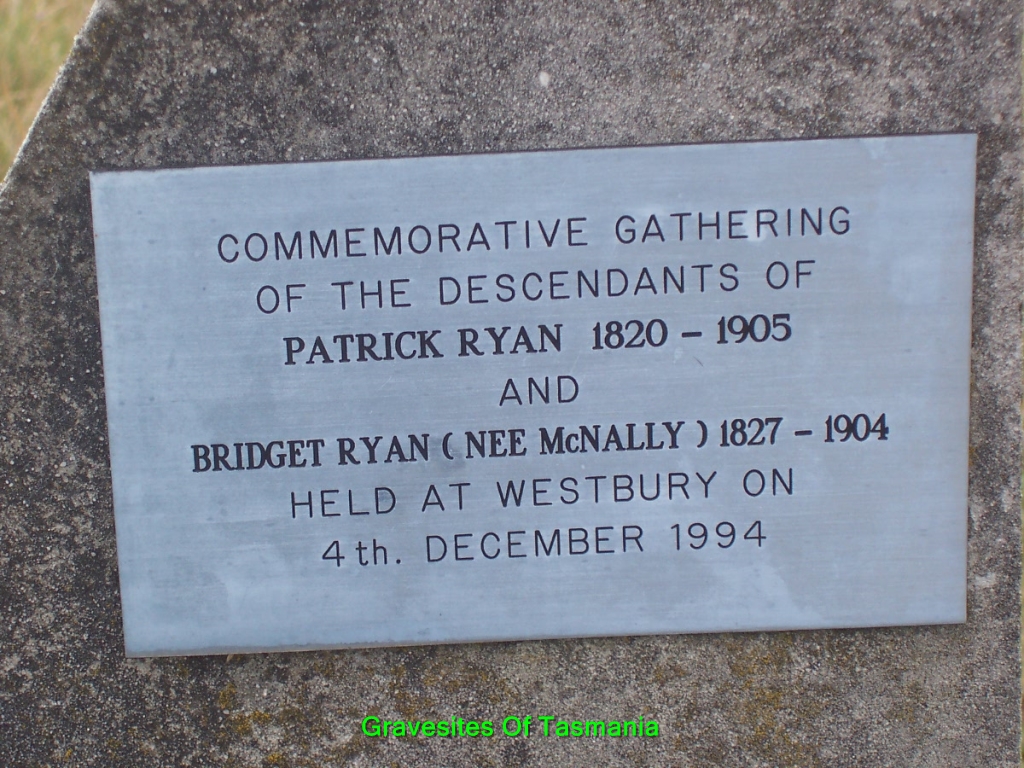 COMMEMORATIVE GATHERING
OF THE DESCENDANTS OF
PATRICK RYAN 1820 – 1905
AND
BRIDGET RYAN ( NEE McNALLY ) 1827 – 1904
HELD AT WESTBURY ON
4th. DECEMBER 1994
Gravesites Of Tasmania